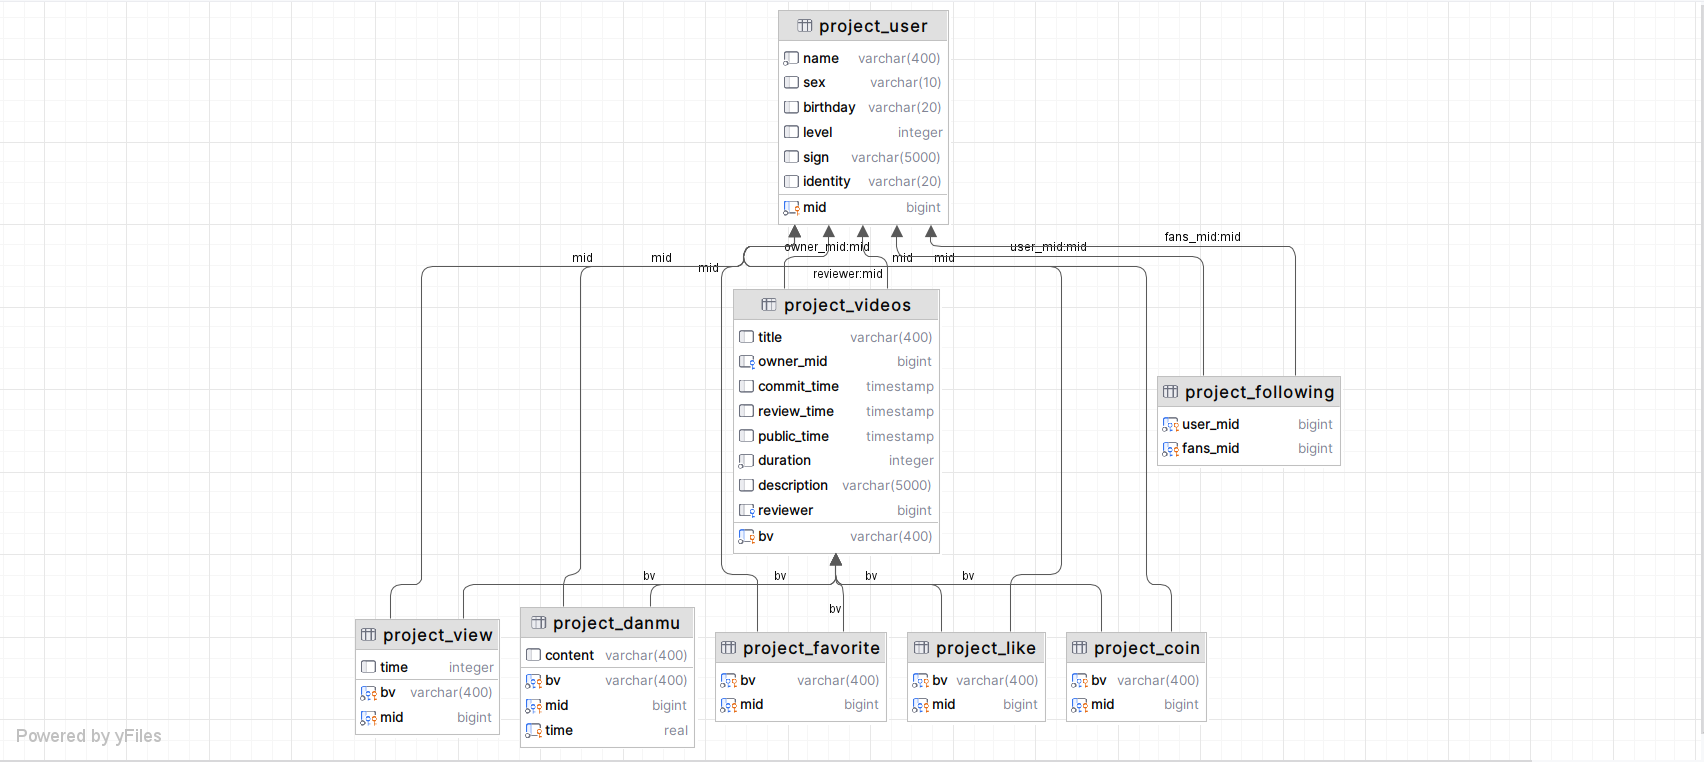 project_user
name varchar(400)
sex varchar(10)
birthday varchar(20)
level integer
sign varchar(5000)
identity varchar(20)
mid bigint
fans_mid:mid
owner_mid:mid
user_mid:mid
mid
mid
mid
mid
mid
reviewer:mid
project_videos
title varchar(400)
owner_mid bigint
commit_time timestamp
review_time timestamp
public_time timestamp
duration integer
description varchar(5000)
reviewer bigint
bv varchar(400)
project_following
user_mid bigint
fans_mid bigint
bv
bv
bv
bv
bv
project_view
time integer
bv varchar(400)
mid bigint
project_danmu
content varchar(400)
bv varchar(400)
mid bigint
time real
project_favorite
bv varchar(400)
mid bigint
project_like
bv varchar(400)
mid bigint
project_coin
bv varchar(400)
mid bigint
Powered by yFiles